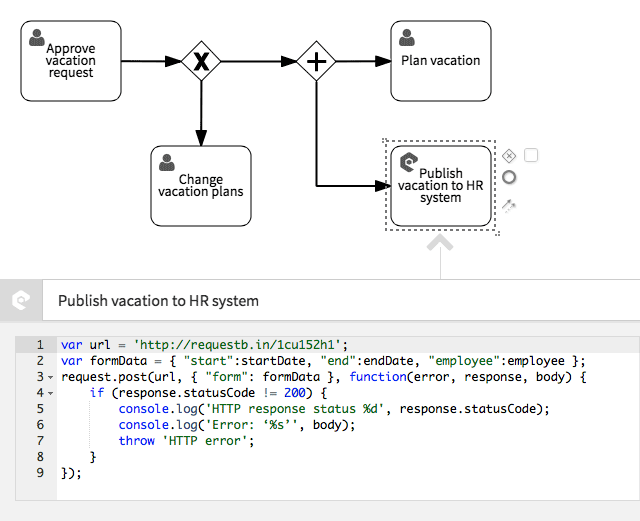 Approve
vacation
request
X
+
Plan vacation
Change
vacation plans
Publish
vacation to HR
system
Publish vacation to HR system
1 var url = 'http://requestb.in/1cu152h1';
2 var formData = { "start":startDate, "end":endDate, "employee":employee };
3 request.post(url, { "form": formData }, function(error, response, body) {
4 if (response.statusCode != 200) {
5 console.log('HTTP response status %d', response.statusCode);
6 console.log('Error: ‘%s’', body);
7 throw 'HTTP error';
8 }
9 });